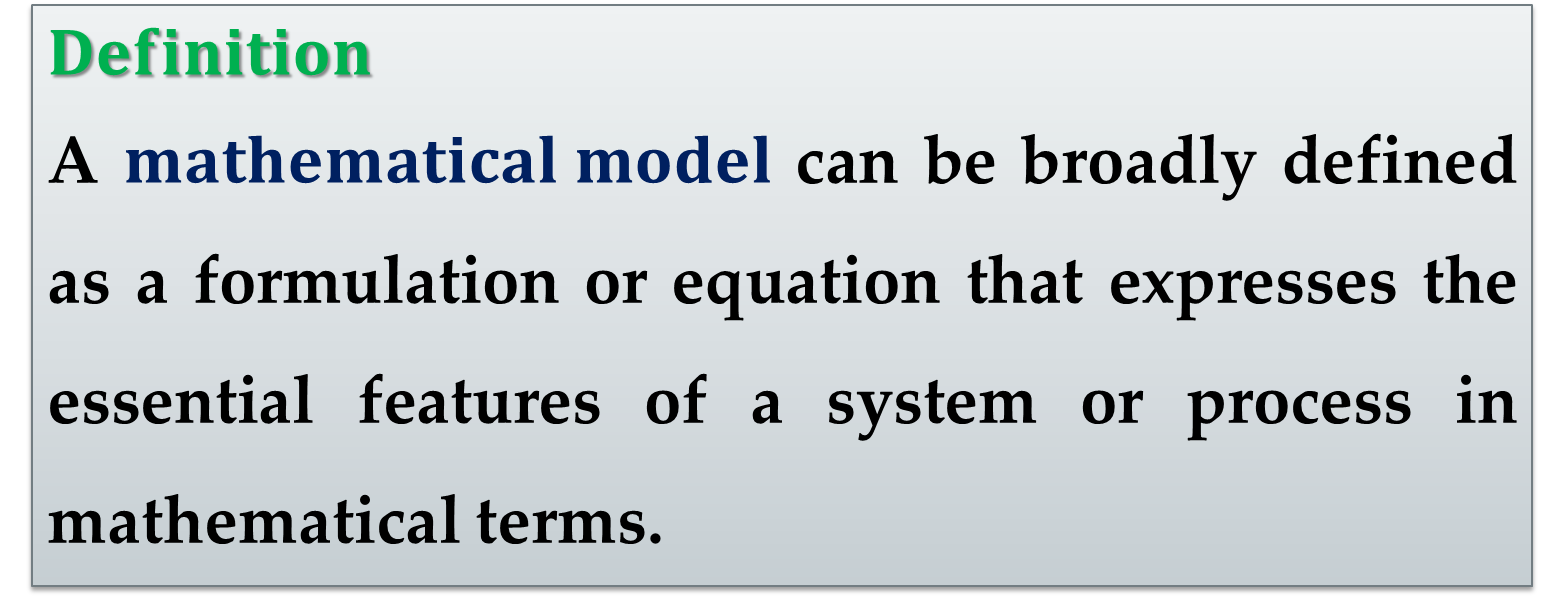 Definition
A mathematical model can be broadly defined
as a formulation or equation that expresses the
essential features of a system or process in
mathematical terms.